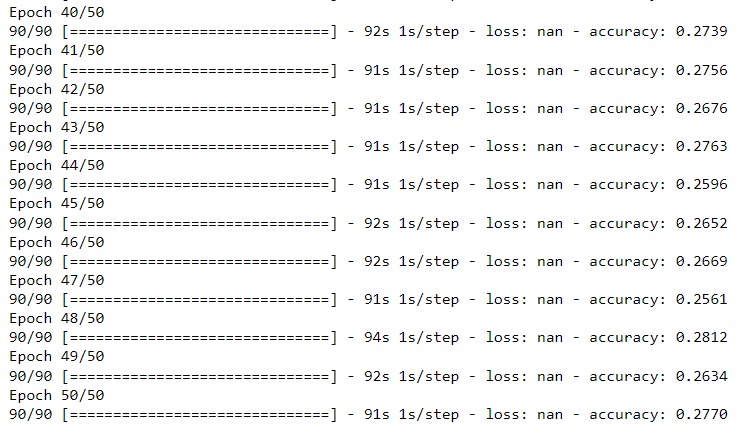 Epoch 40/50
90/90 [==============================] - 92s 1s/step - loss: nan - accuracy: 0.2739
Epoch 41/50
90/90 [==============================] - 91s 1s/step - loss: nan - accuracy: 0.2756
Epoch 42/50
90/90 [==============================] - 91s 1s/step - loss: nan - accuracy: 0.2676
Epoch 43/50
90/90 [==============================] - 91s 1s/step - loss: nan - accuracy: 0.2763
Epoch 44/50
90/90 [==============================] - 91s 1s/step - loss: nan - accuracy: 0.2596
Epoch 45/50
90/90 [==============================] - 92s 1s/step - loss: nan - accuracy: 0.2652
Epoch 46/50
90/90 [==============================] - 92s 1s/step - loss: nan - accuracy: 0.2669
Epoch 47/50
90/90 [==============================] - 91s 1s/step - loss: nan - accuracy: 0.2561
Epoch 48/50
90/90 [==============================] - 94s 1s/step - loss: nan - accuracy: 0.2812
Epoch 49/50
90/90 [==============================] - 92s 1s/step - loss: nan - accuracy: 0.2634
Epoch 50/50
90/90 [==============================] - 91s 1s/step - loss: nan - accuracy: 0.2770